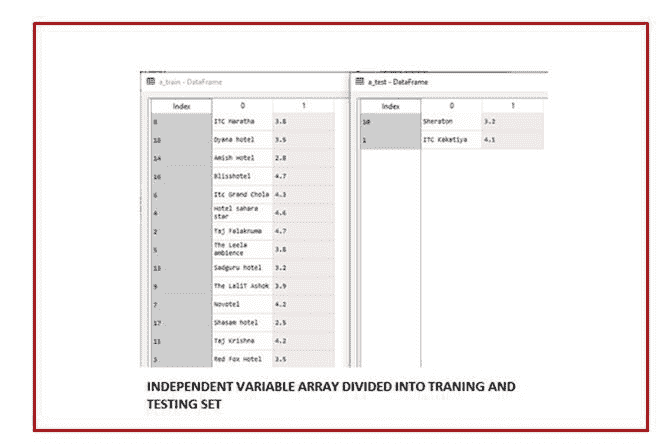 a_train - DataFrame
a_test - DataFrame
Index 0 1
8 ITC Maratha 3.8
Dyana hotel 3.5
14 Amish Hotel 2.8
16 Blisshotel 4.7
6 Itc Grand Chola 4.3
4 Hotel sahara
star 4.6
2 Taj Falaknuma 4.7
5 The Leela
ambience 3.8
Sadguru hotel 3.2
9 The LaliT Ashok 3.9
7 Novotel 4.2
17 Shasam hotel 2.5
Taj Krishna 4.2
3 Red Fox Hotel 3.5
Index 0 1
10 Sheraton 3.2
1 ITC Kakatiya 4.1
INDEPENDENT VARIABLE ARRAY DIVIDED INTO TRANING AND
TESTING SET